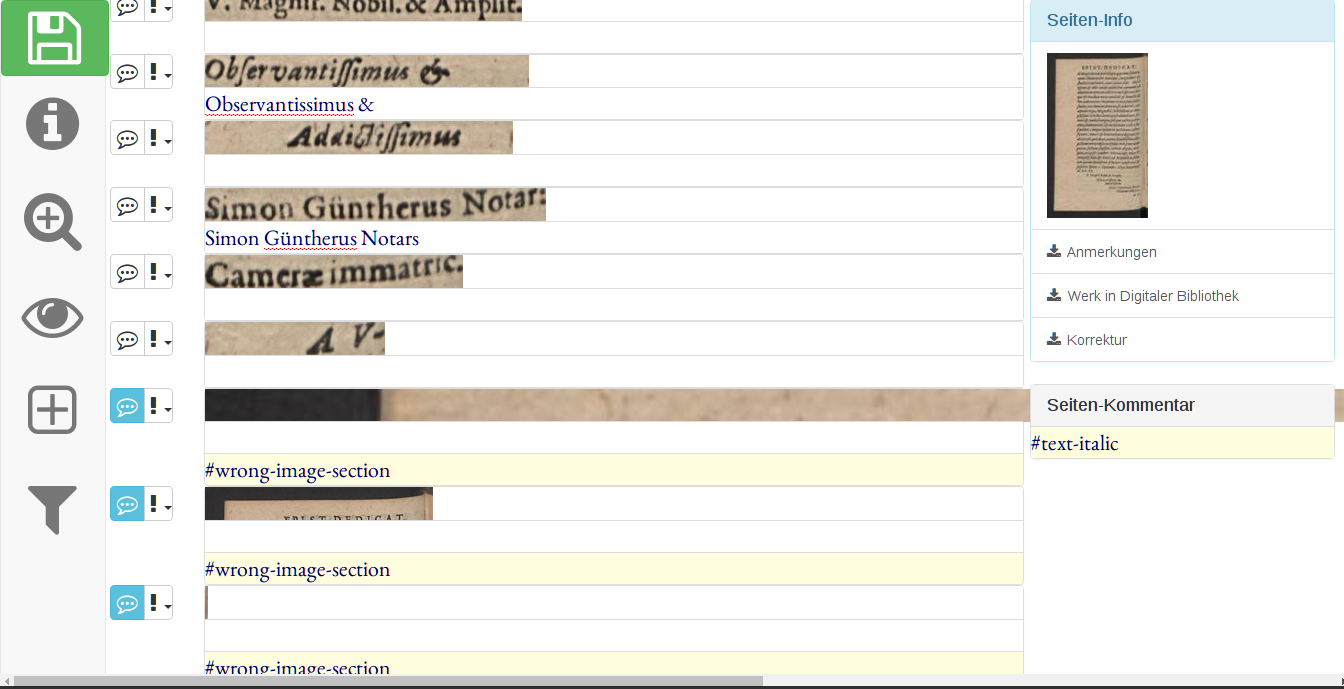 V. Magnif. Nobil. & Amplit.
Obſervantiſſimus &
Observantissimus &
Addictiſſimus
Simon Güntherus Notar:
Simon Güntherus Notars
Cameræ immatric.
A V-
#wrong-image-section
EPIST. DEDICAT.
#wrong-image-section
#wrong-image-section
Seiten-Info
Anmerkungen
Werk in Digitaler Bibliothek
Korrektur
Seiten-Kommentar
#text-italic